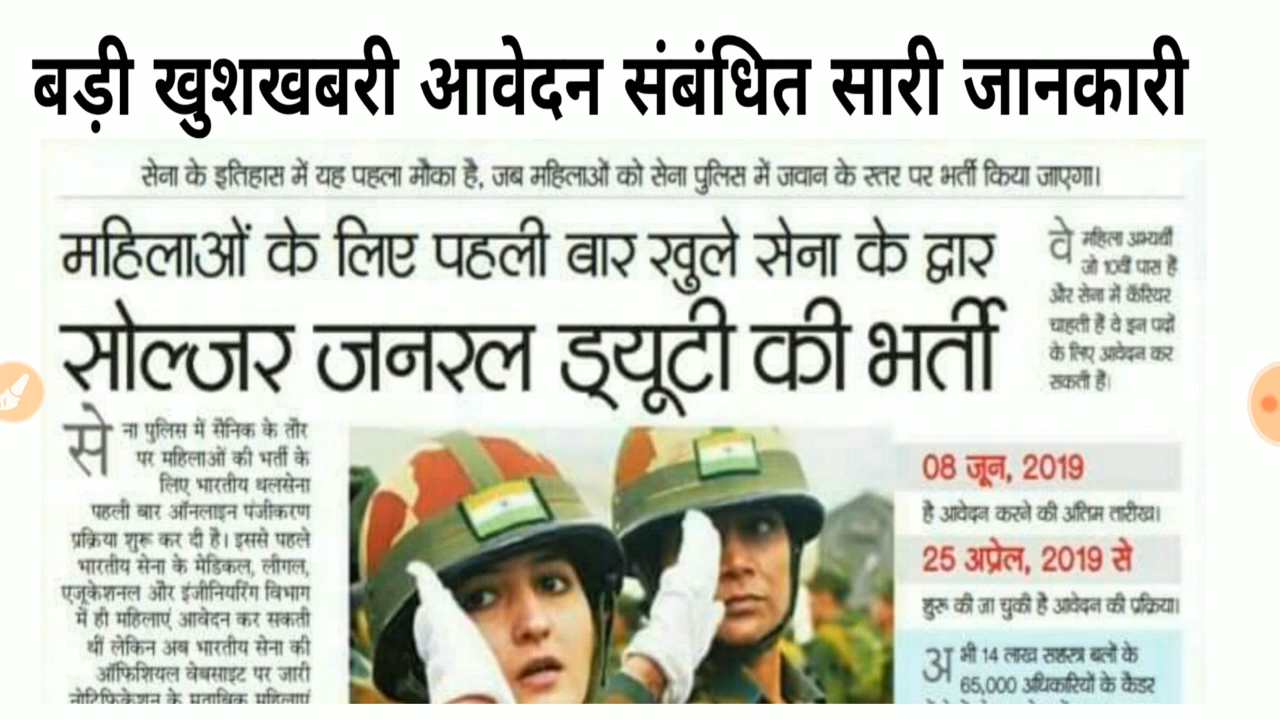 बड़ी खुशखबरी आवेदन संबंधित सारी जानकारी
सेना के इतिहास में यह पहला मौका है, जब महिलाओं को सेना पुलिस में जवान के स्तर पर भर्ती किया जाएगा।
महिलाओं के लिए पहली बार खुले सेना के द्वार
सोल्जर जनरल ड्यूटी की भर्ती
वे महिला अभ्यर्थी
जो 10वीं पास हैं
और सेना में कॅरियर
चाहती हैं वे इन पदों
के लिए आवेदन कर
सकती हैं।
सेना पुलिस में सैनिक के तौर
पर महिलाओं की भर्ती के
लिए भारतीय थलसेना
पहली बार ऑनलाइन पंजीकरण
प्रक्रिया शुरू कर दी है। इससे पहले
भारतीय सेना के मेडिकल, लीगल,
एजूकेशनल और इंजीनियरिंग विभाग
में ही महिलाएं आवेदन कर सकती
थीं लेकिन अब भारतीय सेना की
ऑफिशियल वेबसाइट पर जारी
नोटिफिकेशन के मुताबिक महिलाएं
08 जून, 2019
है आवेदन करने की अंतिम तारीख।
25 अप्रेल, 2019 से
शुरू की जा चुकी है आवेदन की प्रक्रिया।
अभी 14 लाख सशस्त्र बलों के
65,000 अधिकारियों के कैडर